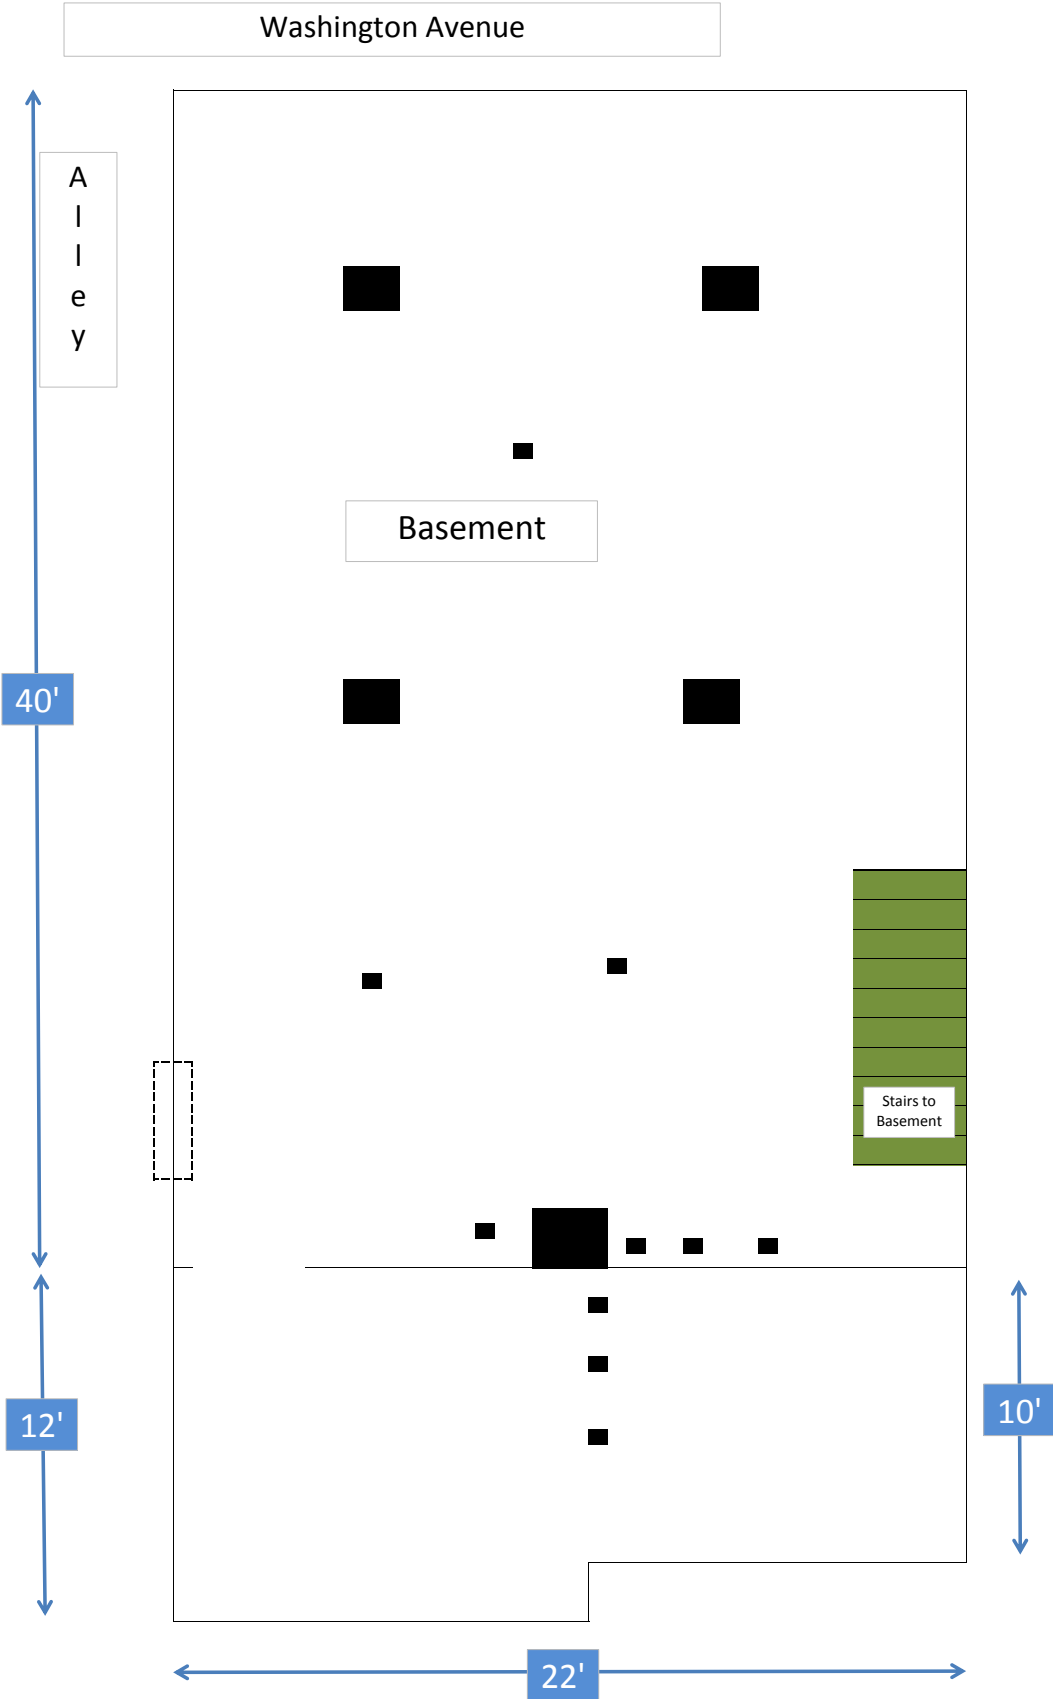 Washington Avenue
A
l
l
e
y
Basement
40'
Stairs to
Basement
12'
10'
22'